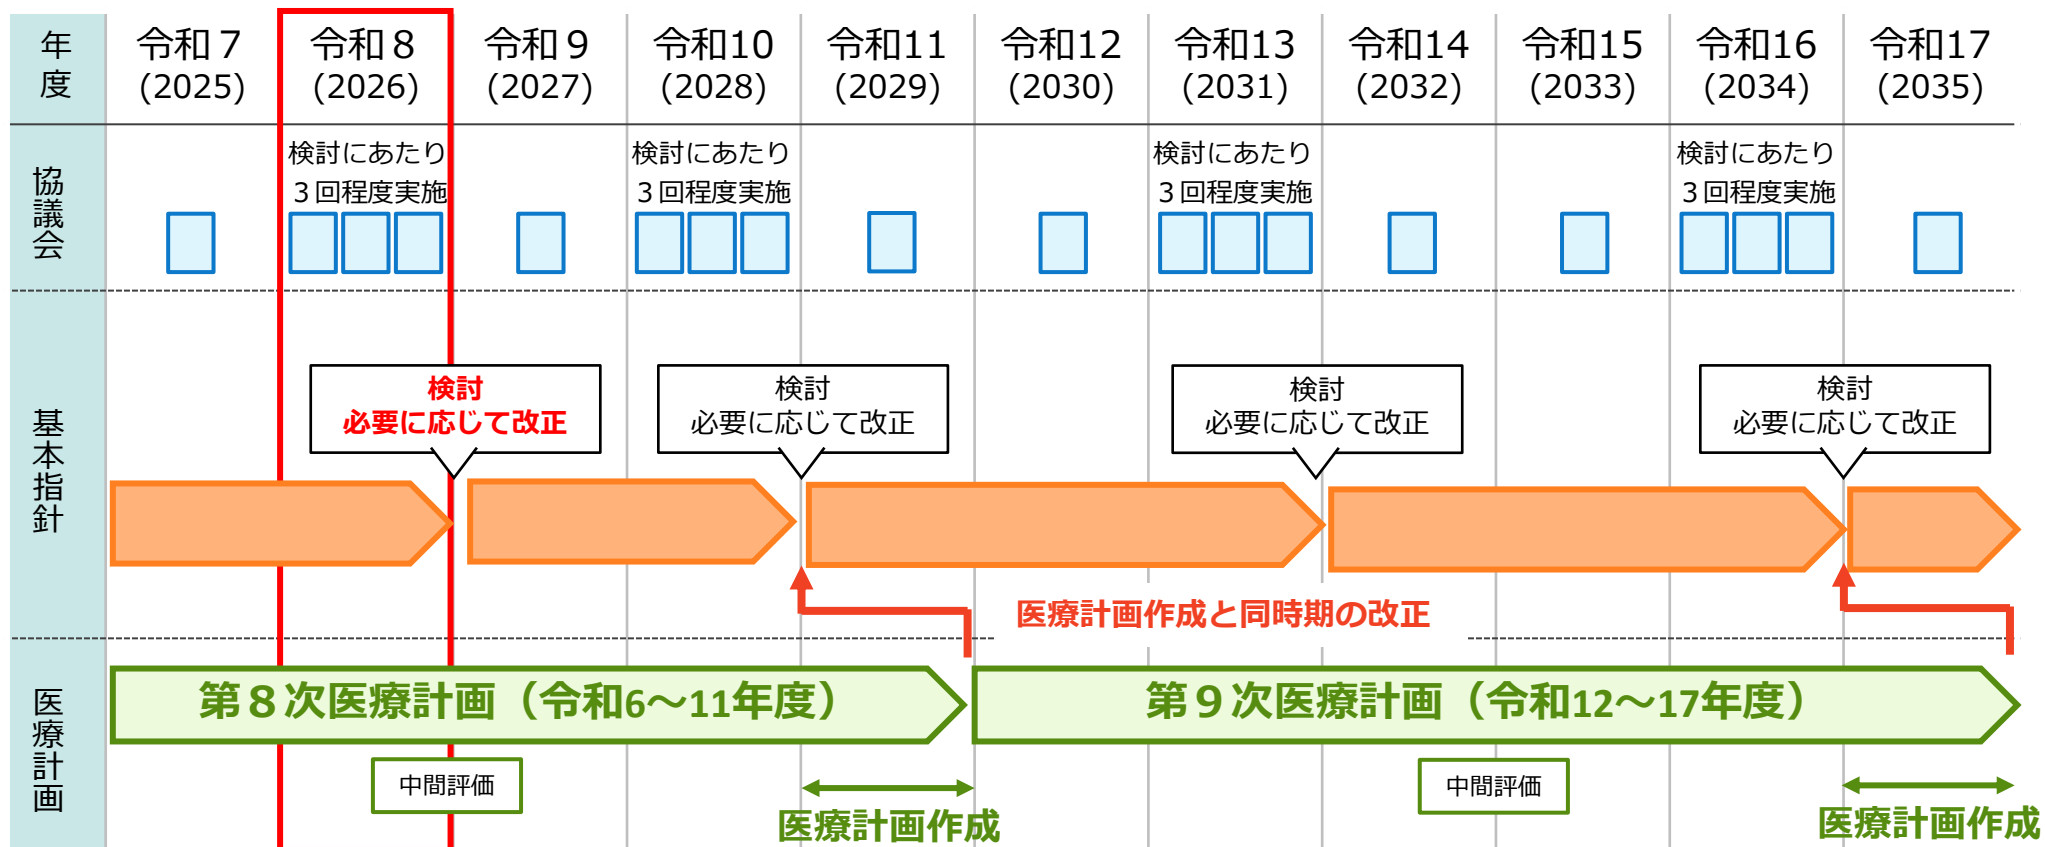 年度
令和７
(2025)
令和８
(2026)
令和９
(2027)
令和10
(2028)
令和11
(2029)
令和12
(2030)
令和13
(2031)
令和14
(2032)
令和15
(2033)
令和16
(2034)
令和17
(2035)
協議会
検討にあたり
３回程度実施
検討にあたり
３回程度実施
検討にあたり
３回程度実施
検討にあたり
３回程度実施
基本指針
検討
必要に応じて改正
検討
必要に応じて改正
検討
必要に応じて改正
検討
必要に応じて改正
医療計画作成と同時期の改正
医療計画
第８次医療計画（令和6～11年度）
第９次医療計画（令和12～17年度）
中間評価
中間評価
医療計画作成
医療計画作成